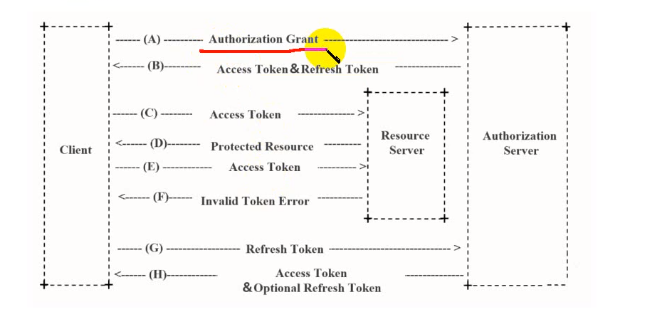 (A) Authorization Grant
(B) Access Token & Refresh Token
(C) Access Token
Client
(D) Protected Resource
Resource Server
Authorization Server
(E) Access Token
(F) Invalid Token Error
(G) Refresh Token
(H) Access Token
& Optional Refresh Token